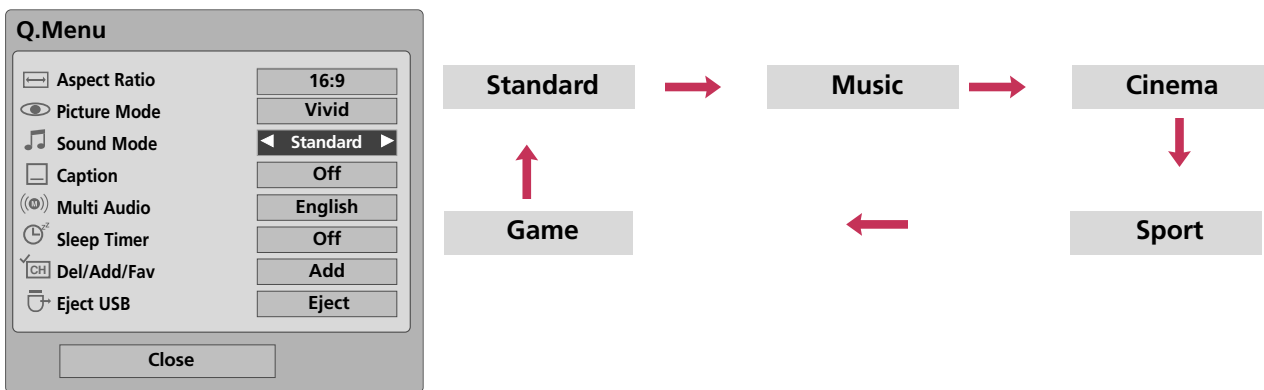 Q.Menu
Aspect Ratio 16:9
Picture Mode Vivid
Sound Mode ◀ Standard ▶
Caption Off
Multi Audio English
Sleep Timer Off
Del/Add/Fav Add
Eject USB Eject
Close
Standard Music Cinema
Game Sport